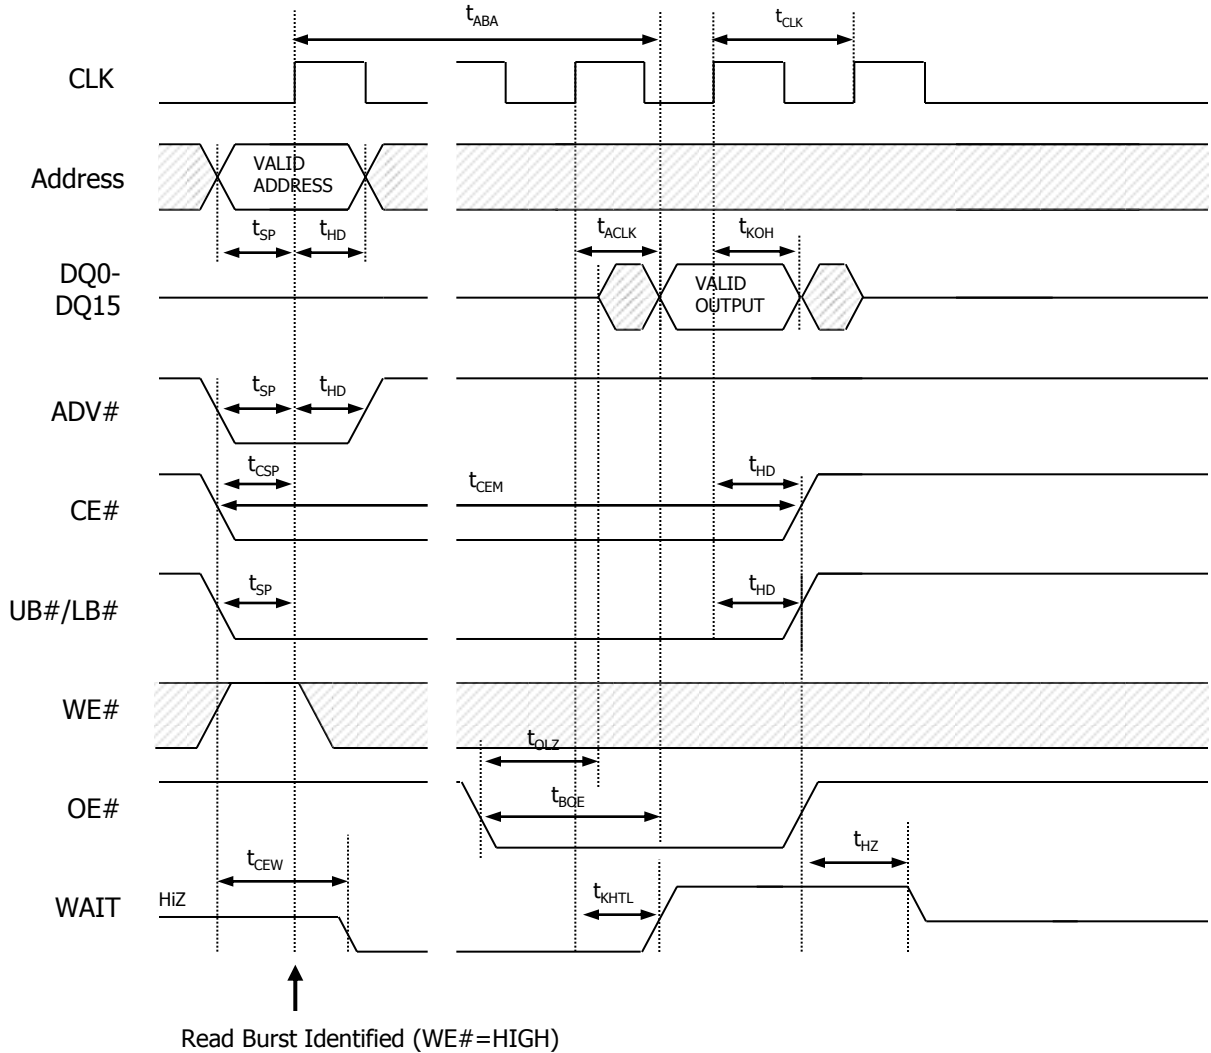 tABA
tCLK
CLK
Address
VALID
ADDRESS
tSP
tHD
tACLK
tKOH
DQ0-
DQ15
VALID
OUTPUT
ADV#
tSP
tHD
CE#
tCSP
tCEM
tHD
UB#/LB#
tSP
tHD
WE#
tOLZ
OE#
tBOE
tCEW
tHZ
WAIT
HiZ
tKHTL
Read Burst Identified (WE#=HIGH)